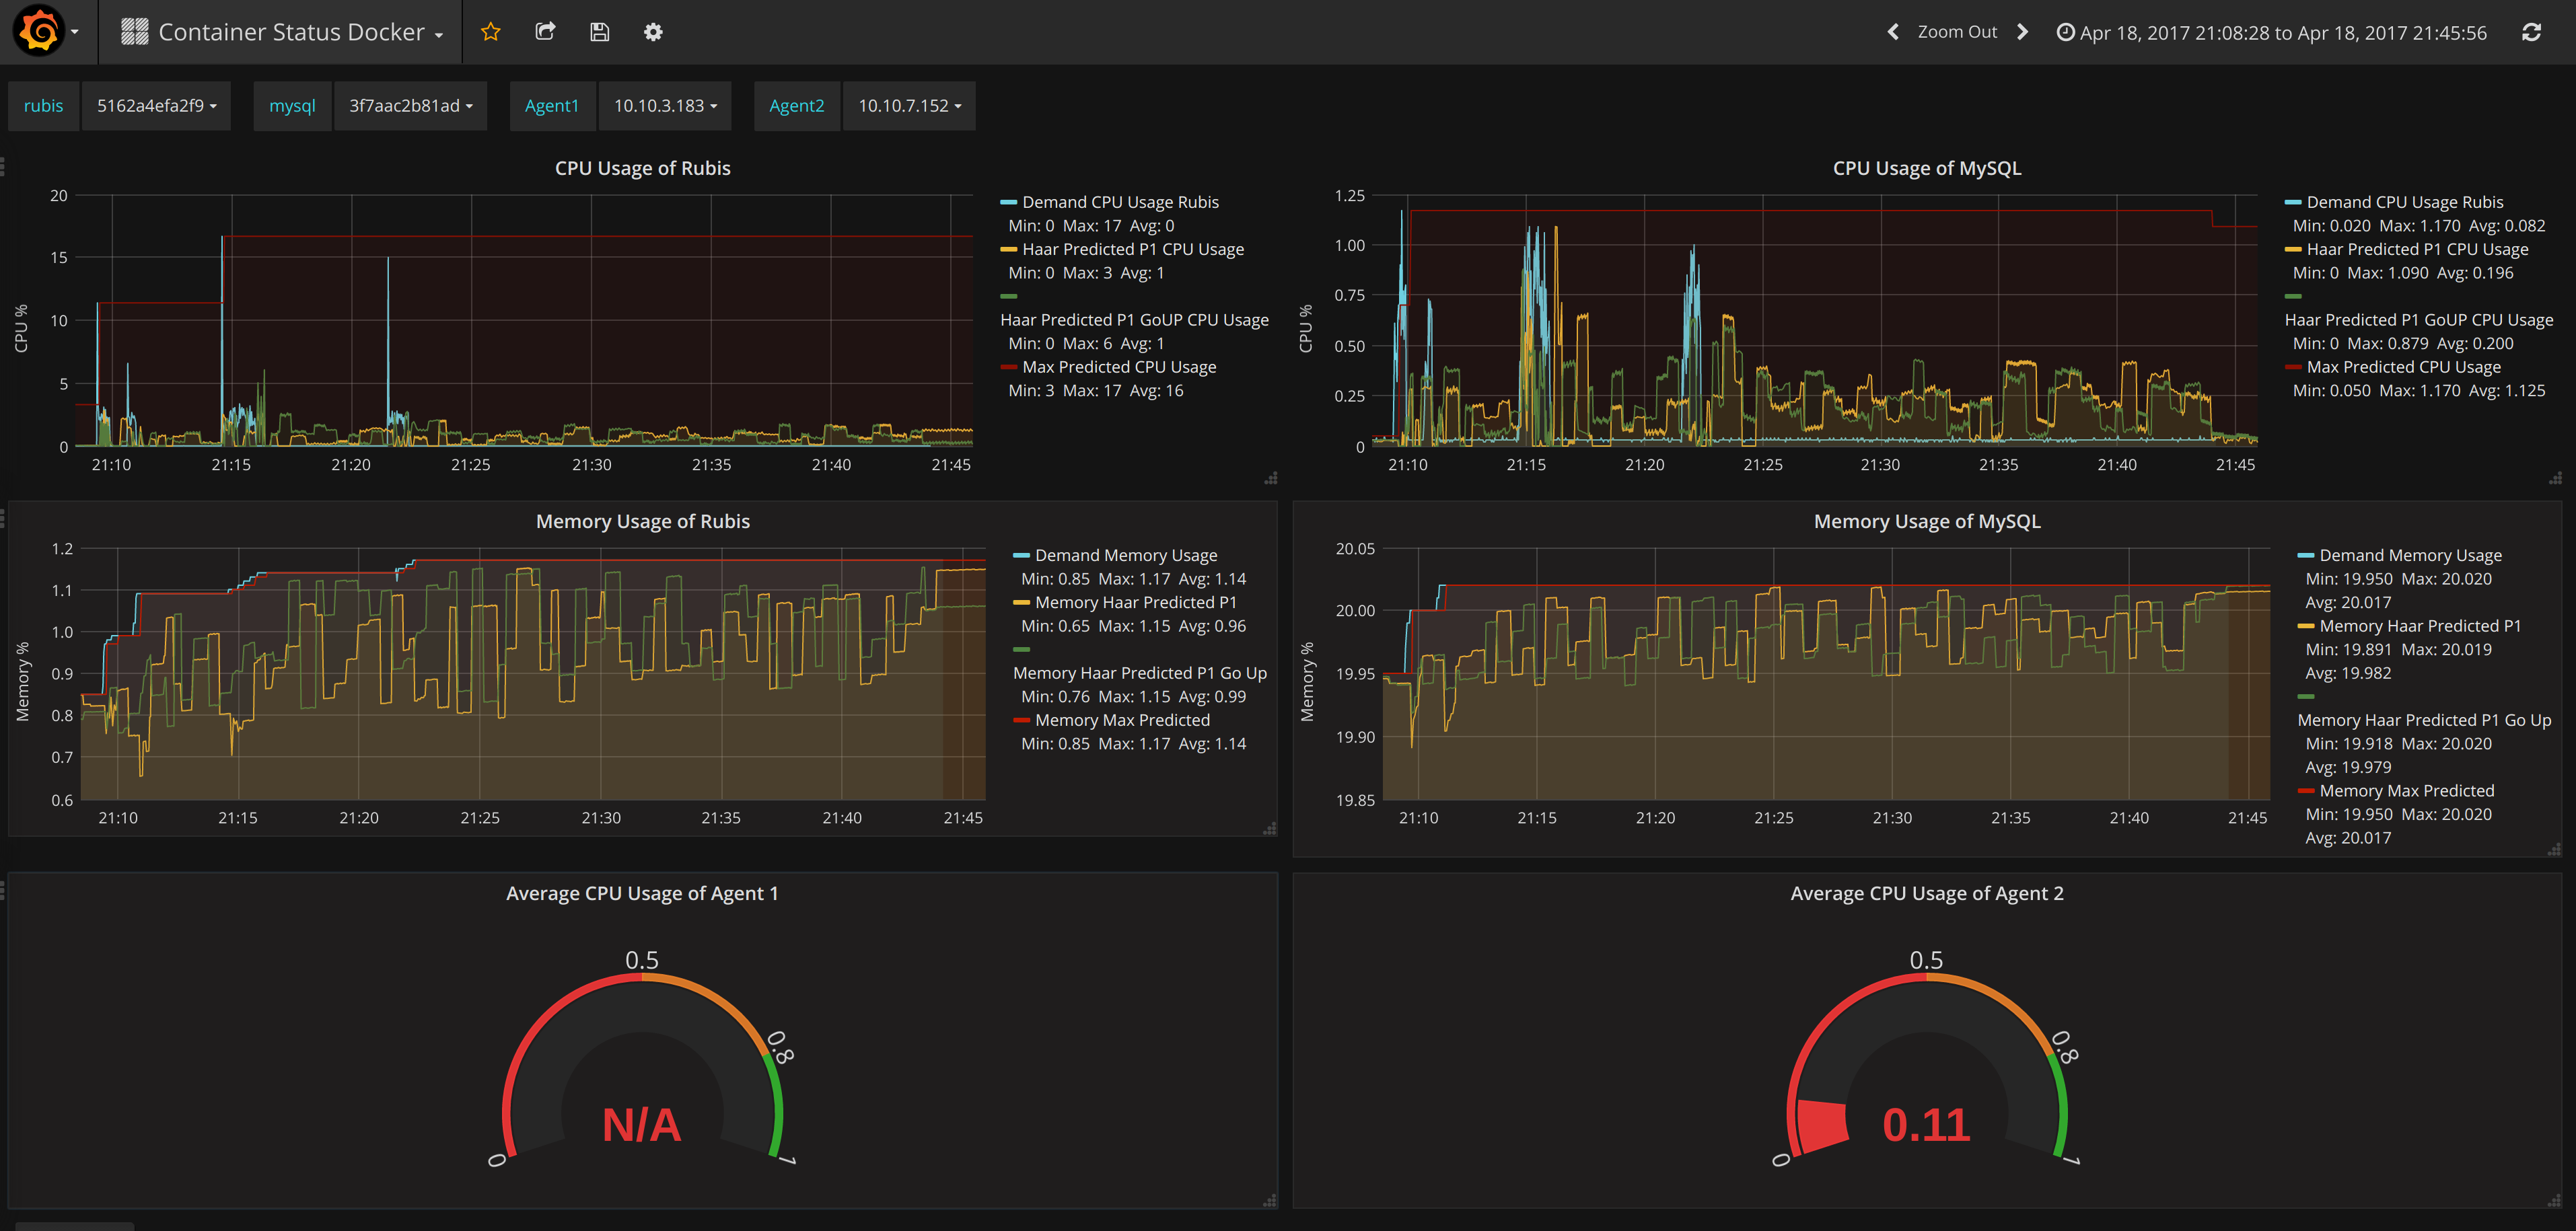 Container Status Docker
Zoom Out
Apr 18, 2017 21:08:28 to Apr 18, 2017 21:45:56
rubis 5162a4efa2f9 mysql 3f7aac2b81ad Agent1 10.10.3.183 Agent2 10.10.7.152
CPU Usage of Rubis
CPU %
20
15
10
5
0
21:10 21:15 21:20 21:25 21:30 21:35 21:40 21:45
Demand CPU Usage Rubis
Min: 0 Max: 17 Avg: 0
Haar Predicted P1 CPU Usage
Min: 0 Max: 3 Avg: 1
Haar Predicted P1 GoUP CPU Usage
Min: 0 Max: 6 Avg: 1
Max Predicted CPU Usage
Min: 3 Max: 17 Avg: 16
CPU Usage of MySQL
CPU %
1.25
1.00
0.75
0.50
0.25
0
21:10 21:15 21:20 21:25 21:30 21:35 21:40 21:45
Demand CPU Usage Rubis
Min: 0.020 Max: 1.170 Avg: 0.082
Haar Predicted P1 CPU Usage
Min: 0 Max: 1.090 Avg: 0.196
Haar Predicted P1 GoUP CPU Usage
Min: 0 Max: 0.879 Avg: 0.200
Max Predicted CPU Usage
Min: 0.050 Max: 1.170 Avg: 1.125
Memory Usage of Rubis
Memory %
1.2
1.1
1.0
0.9
0.8
0.7
0.6
21:10 21:15 21:20 21:25 21:30 21:35 21:40 21:45
Demand Memory Usage
Min: 0.85 Max: 1.17 Avg: 1.14
Memory Haar Predicted P1
Min: 0.65 Max: 1.15 Avg: 0.96
Memory Haar Predicted P1 Go Up
Min: 0.76 Max: 1.15 Avg: 0.99
Memory Max Predicted
Min: 0.85 Max: 1.17 Avg: 1.14
Memory Usage of MySQL
Memory %
20.05
20.00
19.95
19.90
19.85
21:10 21:15 21:20 21:25 21:30 21:35 21:40 21:45
Demand Memory Usage
Min: 19.950 Max: 20.020
Avg: 20.017
Memory Haar Predicted P1
Min: 19.891 Max: 20.019
Avg: 19.982
Memory Haar Predicted P1 Go Up
Min: 19.918 Max: 20.020
Avg: 19.979
Memory Max Predicted
Min: 19.950 Max: 20.020
Avg: 20.017
Average CPU Usage of Agent 1
0.5
0.8
N/A
0 1
Average CPU Usage of Agent 2
0.5
0.8
0.11
0 1